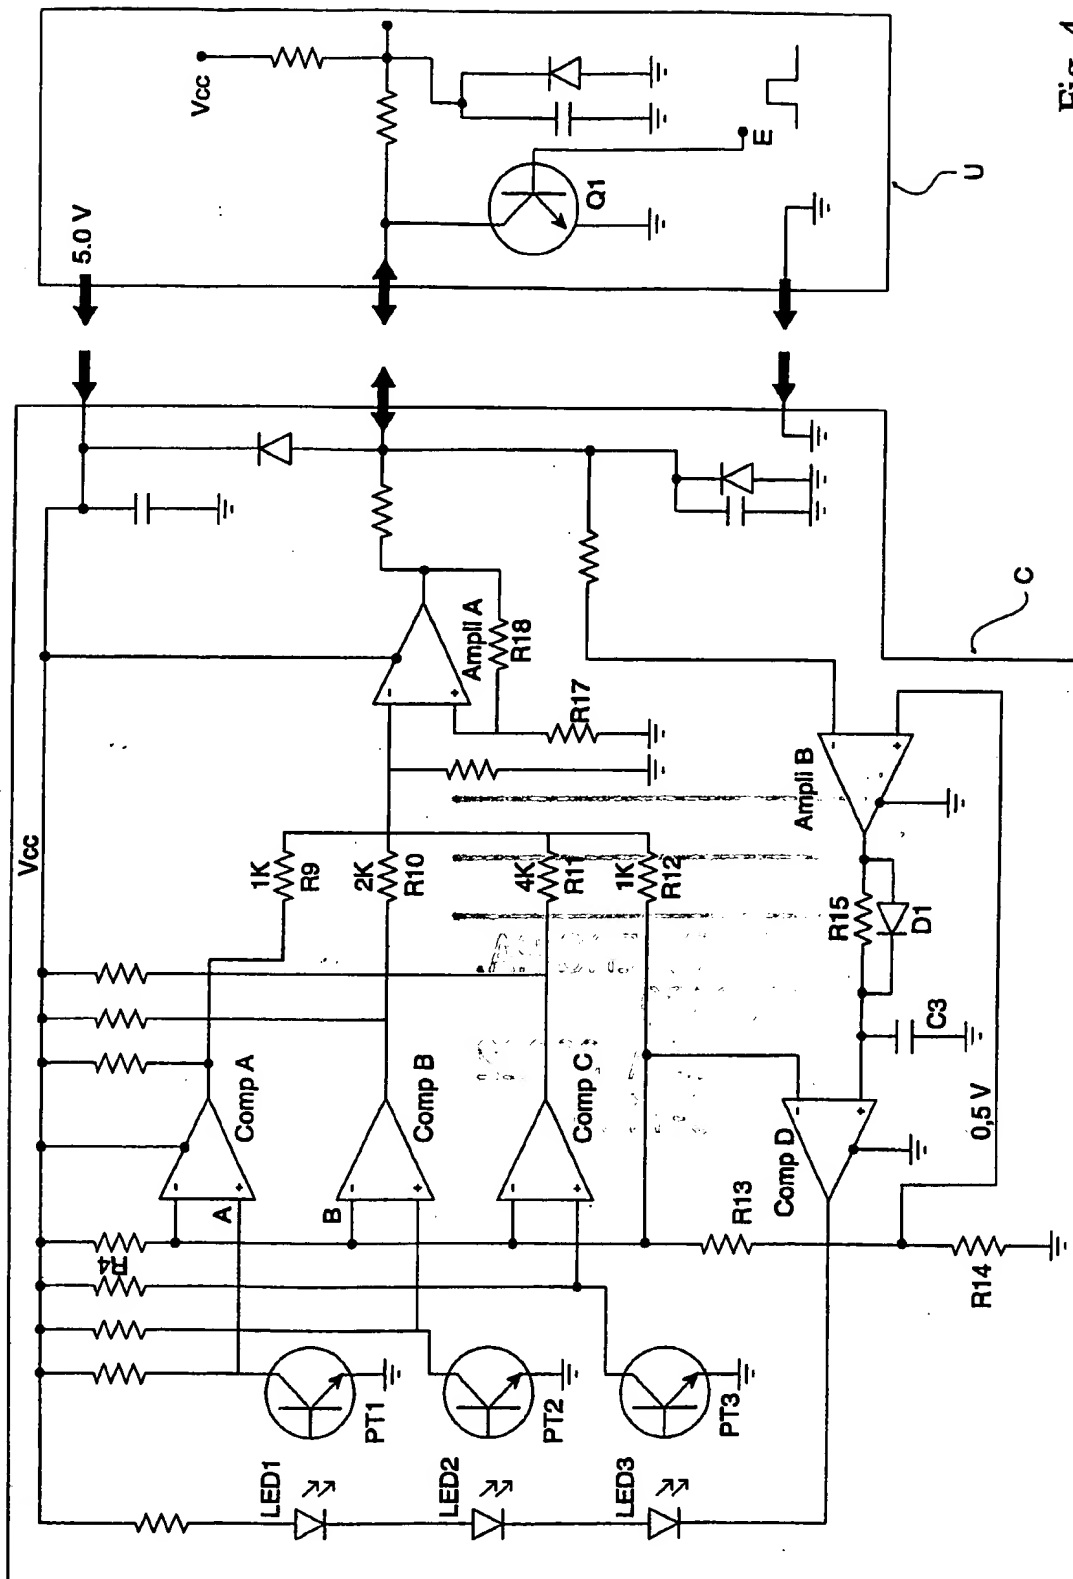 Vcc
5.0 V
Vcc
Q1
E
U
C
Ampli A
R18
R17
1K
R9
2K
R10
4K
R11
1K
R12
Comp A
Comp B
Comp C
Comp D
A
B
R4
R13
R14
0,5 V
Ampli B
R15
D1
C3
PT1
PT2
PT3
LED1
LED2
LED3